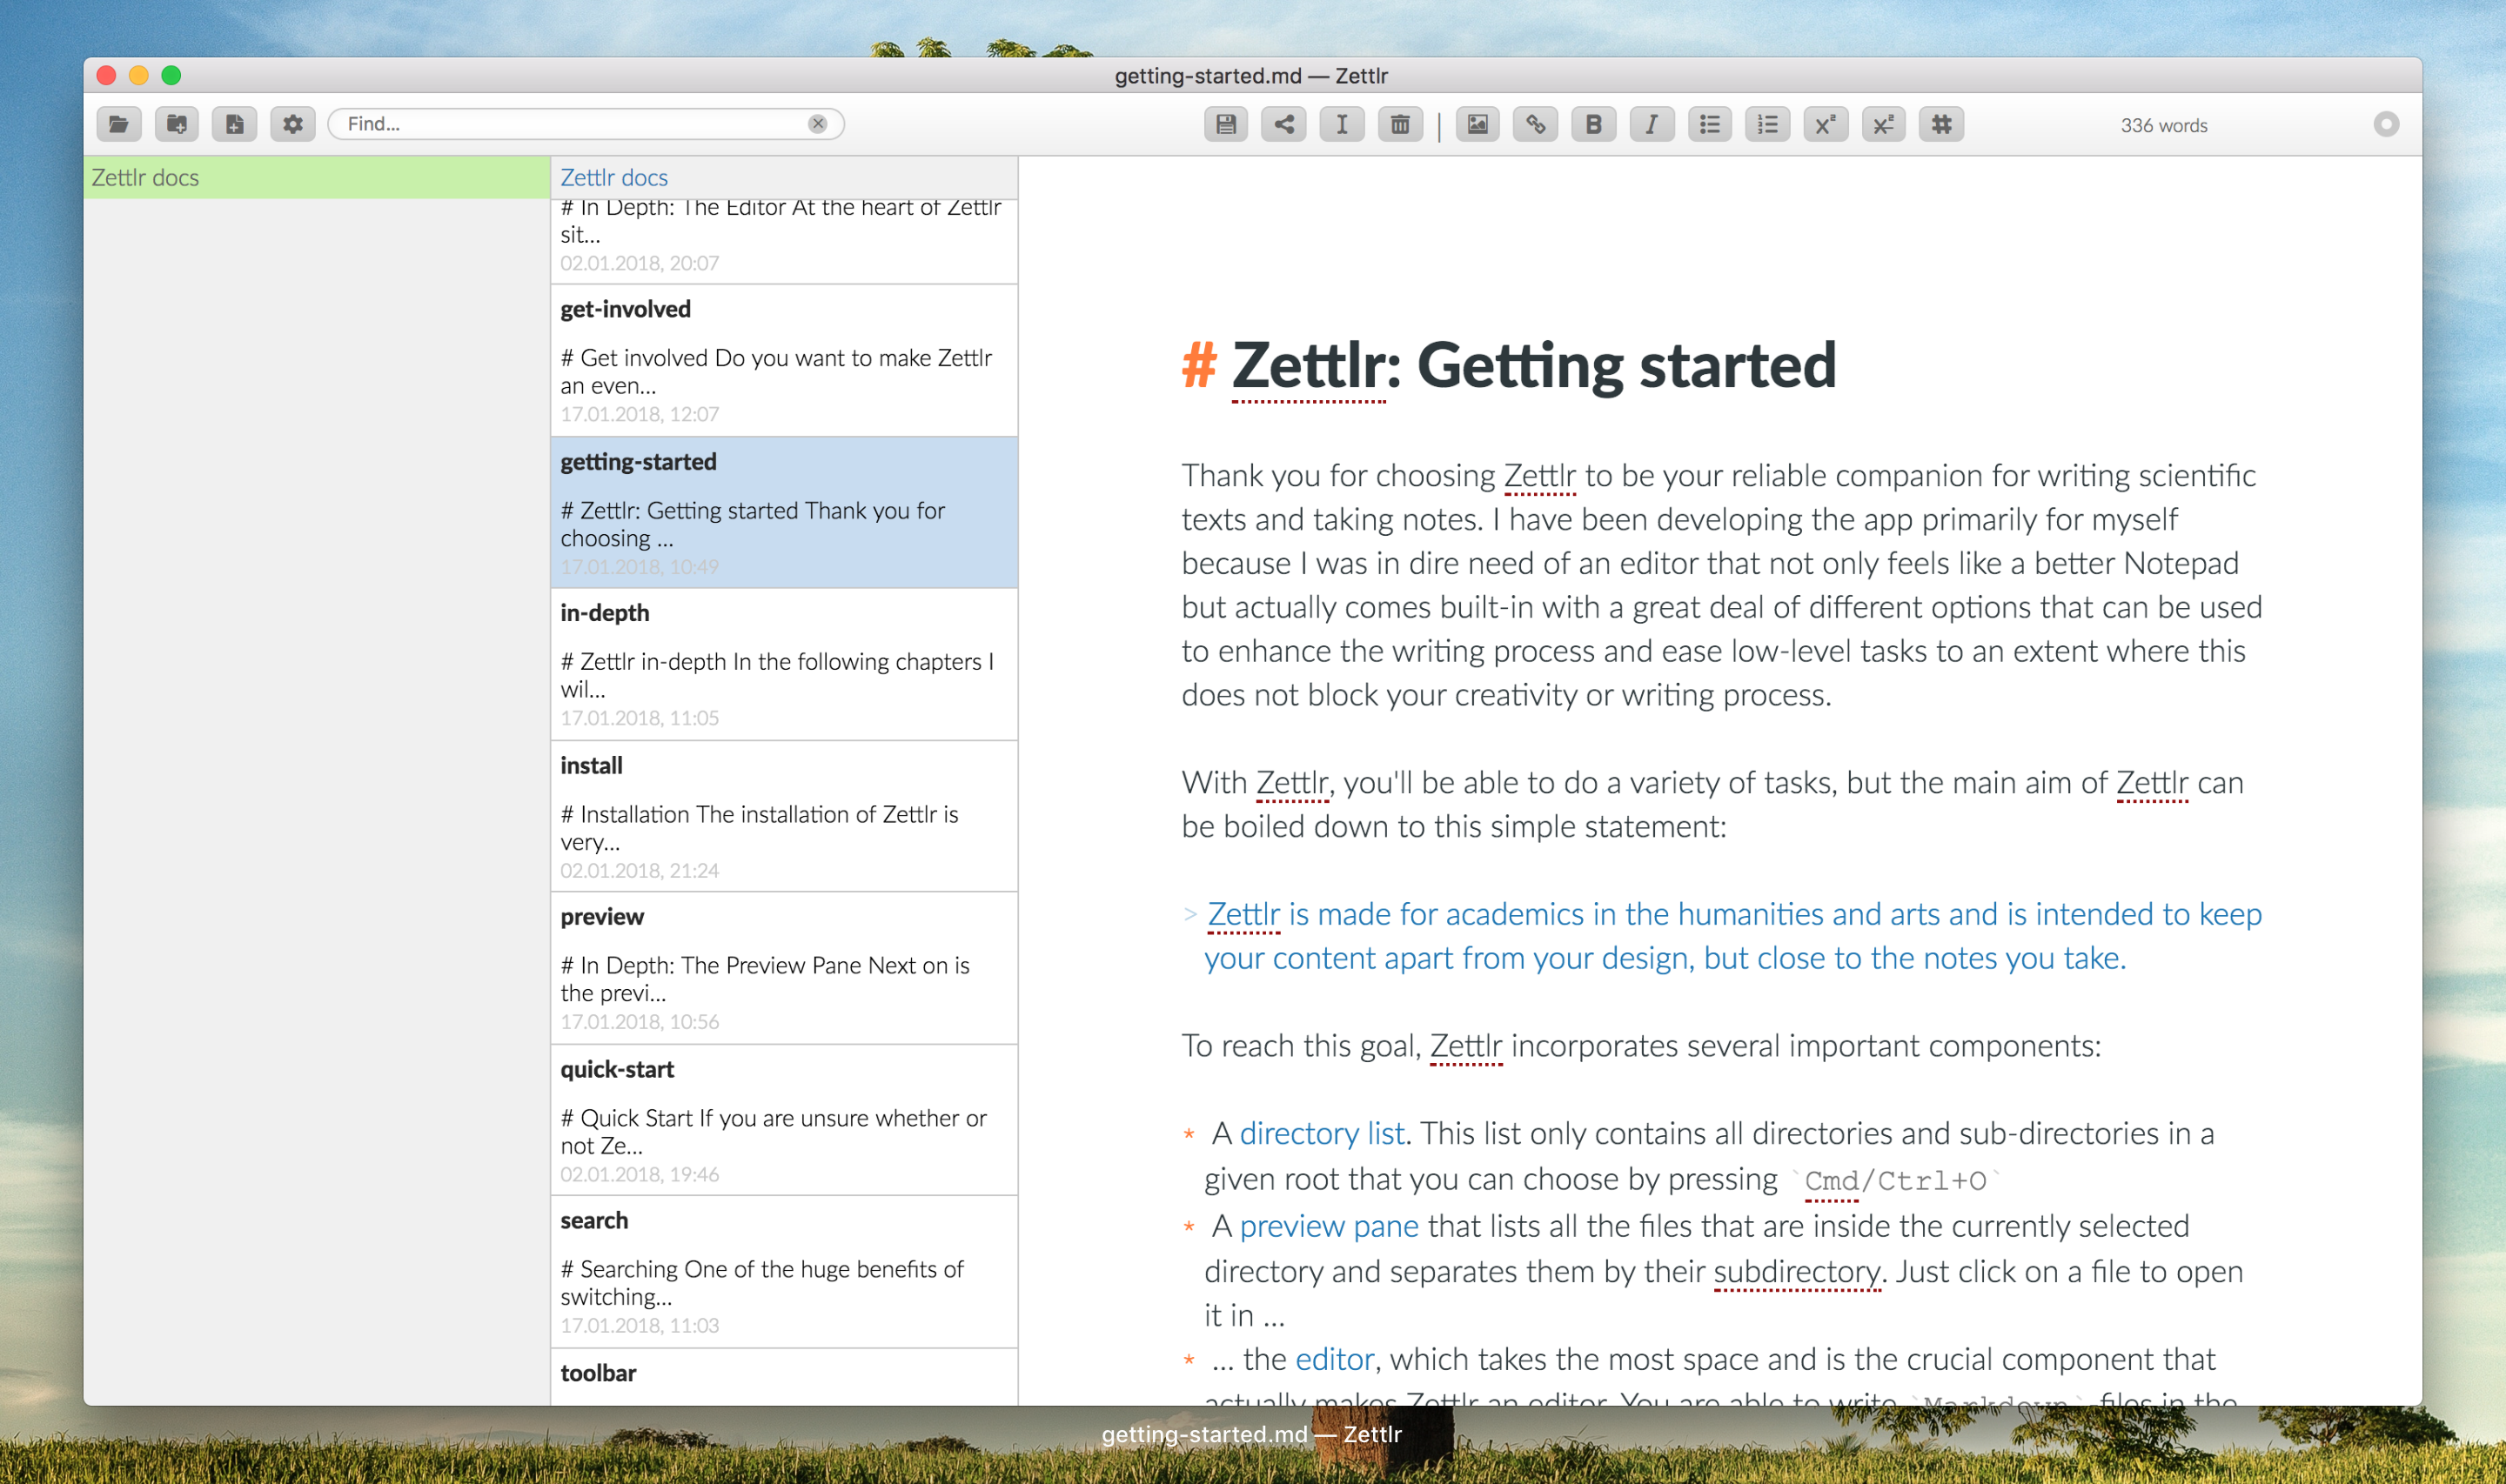 getting-started.md — Zettlr
Find...
336 words
Zettlr docs
Zettlr docs
# In Depth: The Editor At the heart of Zettlr
sit...
02.01.2018, 20:07
get-involved
# Get involved Do you want to make Zettlr
an even...
17.01.2018, 12:07
getting-started
# Zettlr: Getting started Thank you for
choosing ...
17.01.2018, 10:49
in-depth
# Zettlr in-depth In the following chapters I
wil...
17.01.2018, 11:05
install
# Installation The installation of Zettlr is
very...
02.01.2018, 21:24
preview
# In Depth: The Preview Pane Next on is
the previ...
17.01.2018, 10:56
quick-start
# Quick Start If you are unsure whether or
not Ze...
02.01.2018, 19:46
search
# Searching One of the huge benefits of
switching...
17.01.2018, 11:03
toolbar
# Zettlr: Getting started
Thank you for choosing Zettlr to be your reliable companion for writing scientific
texts and taking notes. I have been developing the app primarily for myself
because I was in dire need of an editor that not only feels like a better Notepad
but actually comes built-in with a great deal of different options that can be used
to enhance the writing process and ease low-level tasks to an extent where this
does not block your creativity or writing process.
With Zettlr, you'll be able to do a variety of tasks, but the main aim of Zettlr can
be boiled down to this simple statement:
> Zettlr is made for academics in the humanities and arts and is intended to keep
your content apart from your design, but close to the notes you take.
To reach this goal, Zettlr incorporates several important components:
* A directory list. This list only contains all directories and sub-directories in a
given root that you can choose by pressing `Cmd/Ctrl+O`
* A preview pane that lists all the files that are inside the currently selected
directory and separates them by their subdirectory. Just click on a file to open
it in ...
* ... the editor, which takes the most space and is the crucial component that
actually makes Zettlr an editor. You are able to write `Markdown`-files in the
getting-started.md — Zettlr